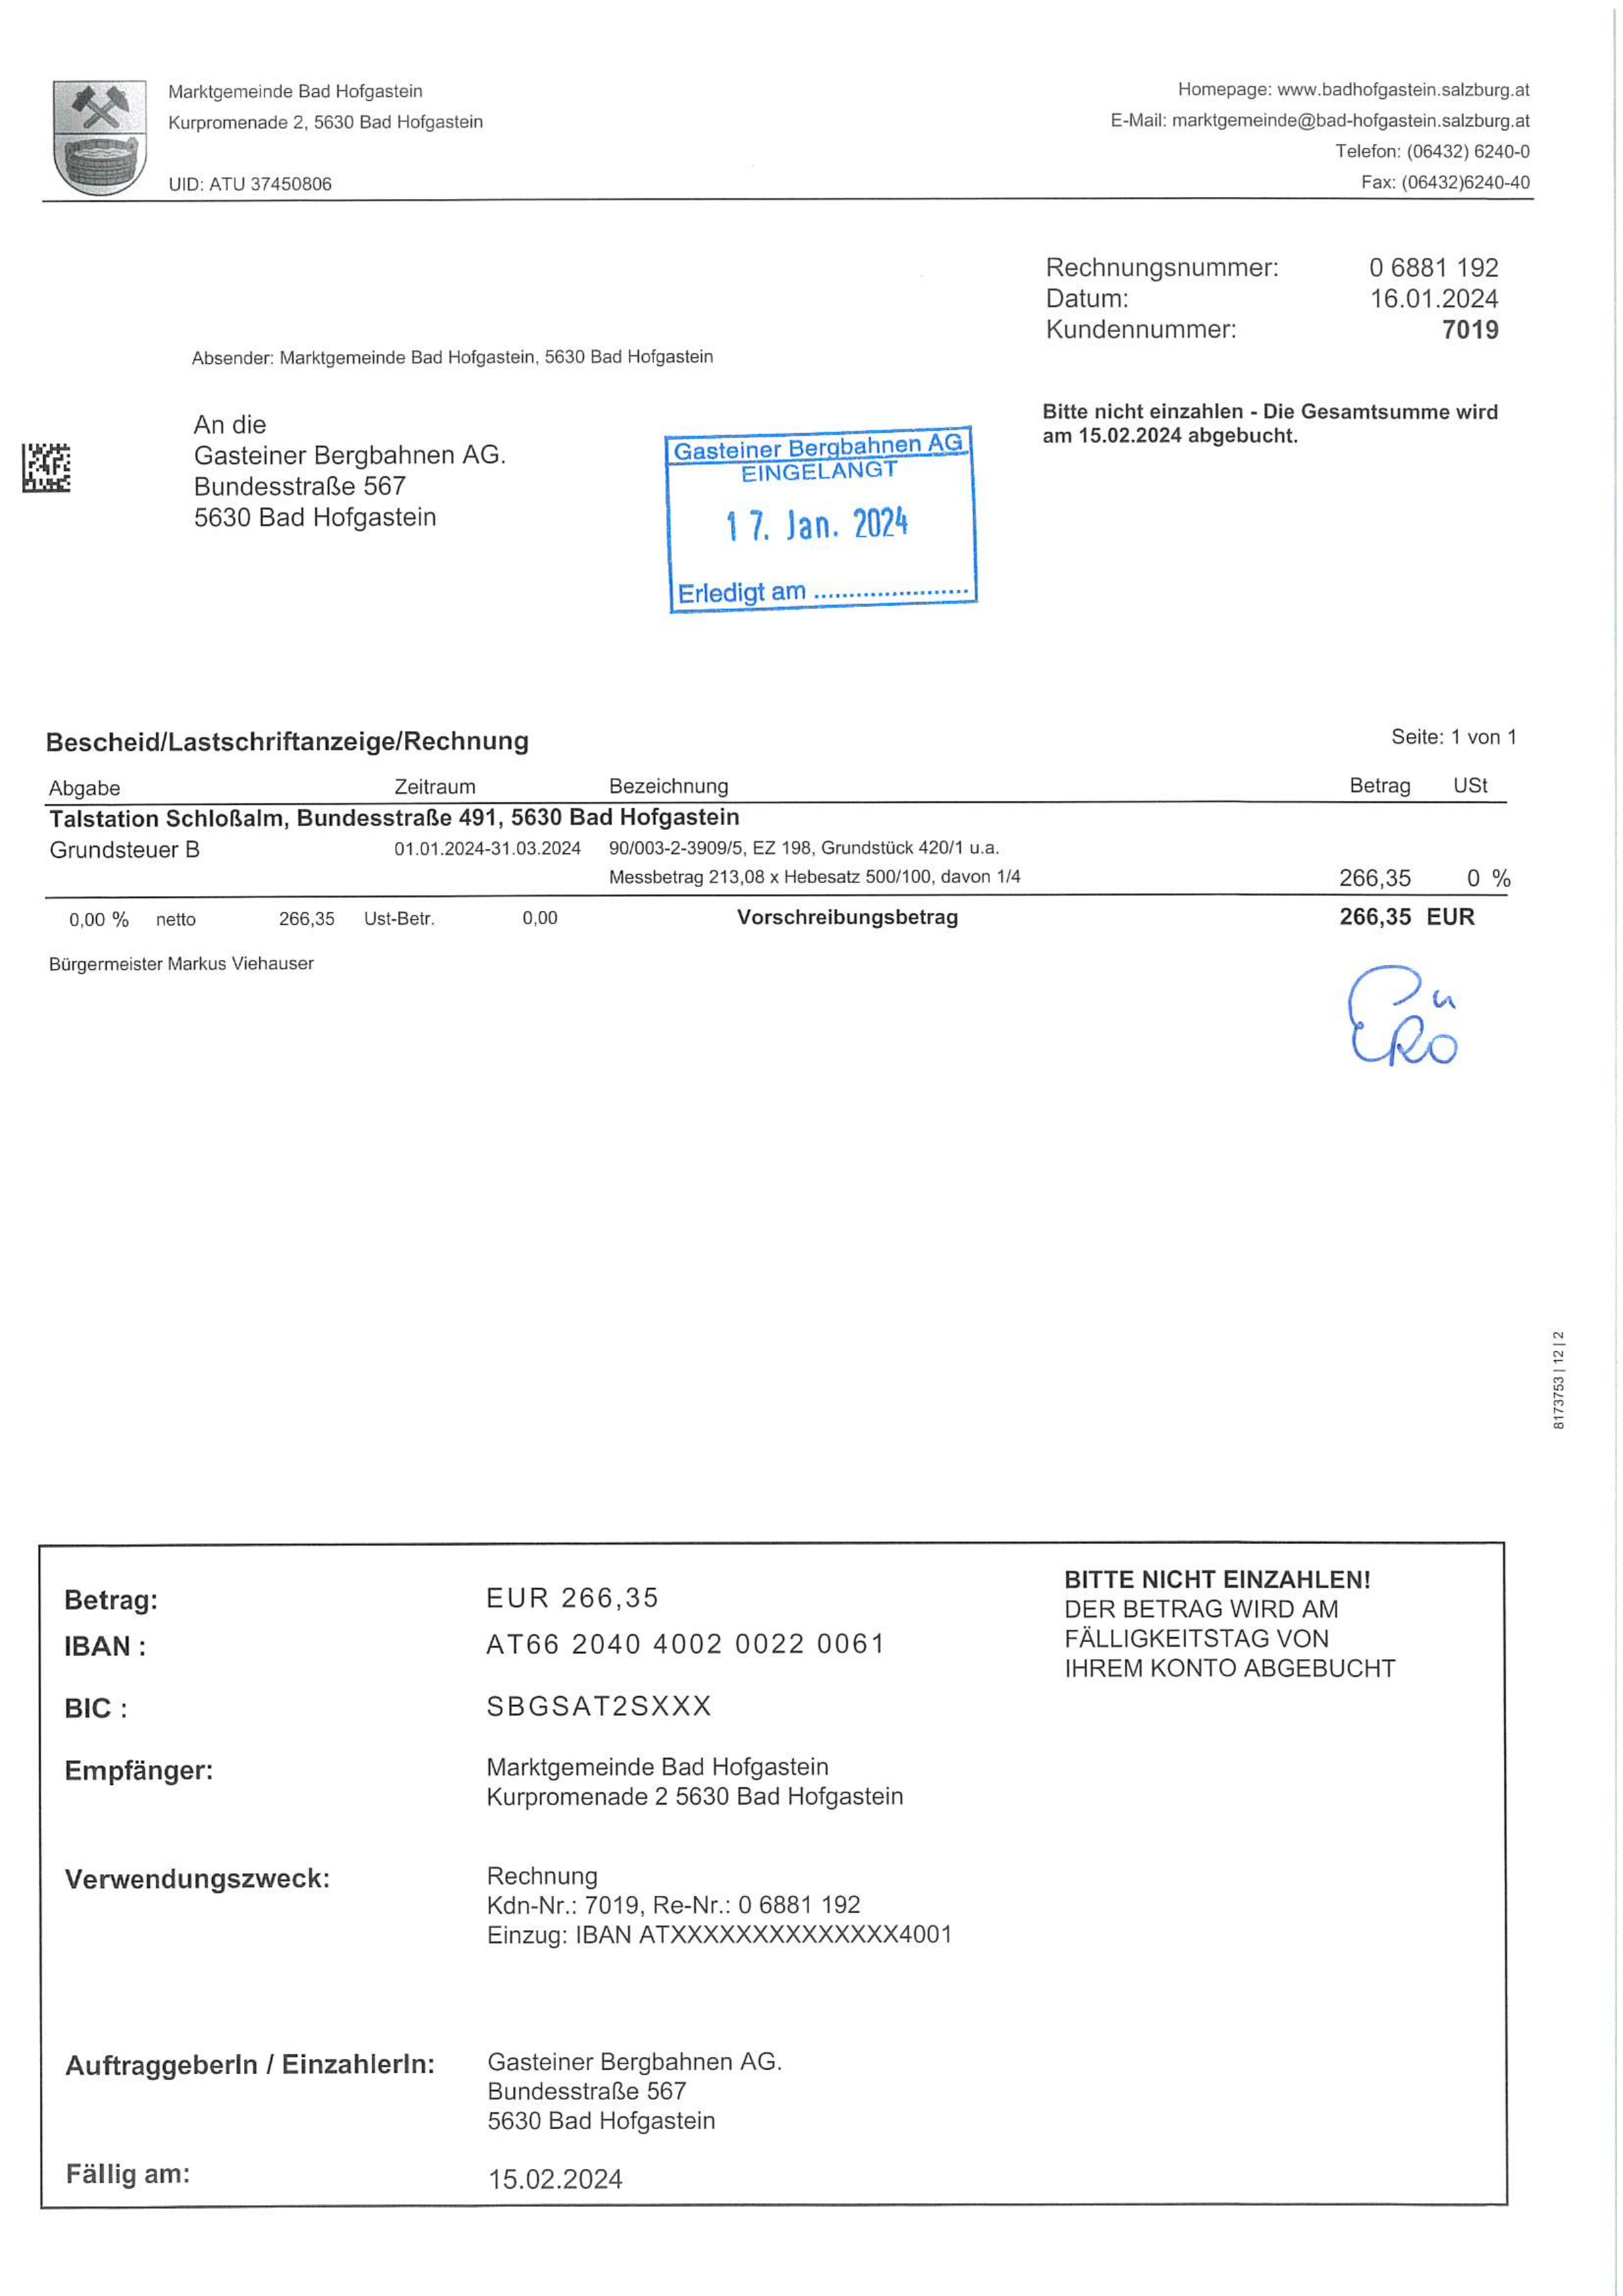 Marktgemeinde Bad Hofgastein
Kurpromenade 2, 5630 Bad Hofgastein
UID: ATU 37450806
Homepage: www.badhofgastein.salzburg.at
E-Mail: marktgemeinde@bad-hofgastein.salzburg.at
Telefon: (06432) 6240-0
Fax: (06432)6240-40
Rechnungsnummer: 0 6881 192
Datum: 16.01.2024
Kundennummer: 7019
Absender: Marktgemeinde Bad Hofgastein, 5630 Bad Hofgastein
Bitte nicht einzahlen - Die Gesamtsumme wird
am 15.02.2024 abgebucht.
An die
Gasteiner Bergbahnen AG.
Bundesstraße 567
5630 Bad Hofgastein
Gasteiner Bergbahnen AG
EINGELANGT
17. Jan. 2024
Erledigt am ......................
Bescheid/Lastschriftanzeige/Rechnung Seite: 1 von 1
Abgabe Zeitraum Bezeichnung Betrag USt
Talstation Schloßalm, Bundesstraße 491, 5630 Bad Hofgastein
Grundsteuer B 01.01.2024-31.03.2024 90/003-2-3909/5, EZ 198, Grundstück 420/1 u.a.
Messbetrag 213,08 x Hebesatz 500/100, davon 1/4 266,35 0 %
0,00 % netto 266,35 Ust-Betr. 0,00 Vorschreibungsbetrag 266,35 EUR
Bürgermeister Markus Viehauser
8173753 | 12 | 2
Betrag: EUR 266,35
IBAN : AT66 2040 4002 0022 0061
BIC : SBGSAT2SXXX
Empfänger: Marktgemeinde Bad Hofgastein
Kurpromenade 2 5630 Bad Hofgastein
BITTE NICHT EINZAHLEN!
DER BETRAG WIRD AM
FÄLLIGKEITSTAG VON
IHREM KONTO ABGEBUCHT
Verwendungszweck: Rechnung
Kdn-Nr.: 7019, Re-Nr.: 0 6881 192
Einzug: IBAN ATXXXXXXXXXXXXXX4001
AuftraggeberIn / EinzahlerIn: Gasteiner Bergbahnen AG.
Bundesstraße 567
5630 Bad Hofgastein
Fällig am: 15.02.2024